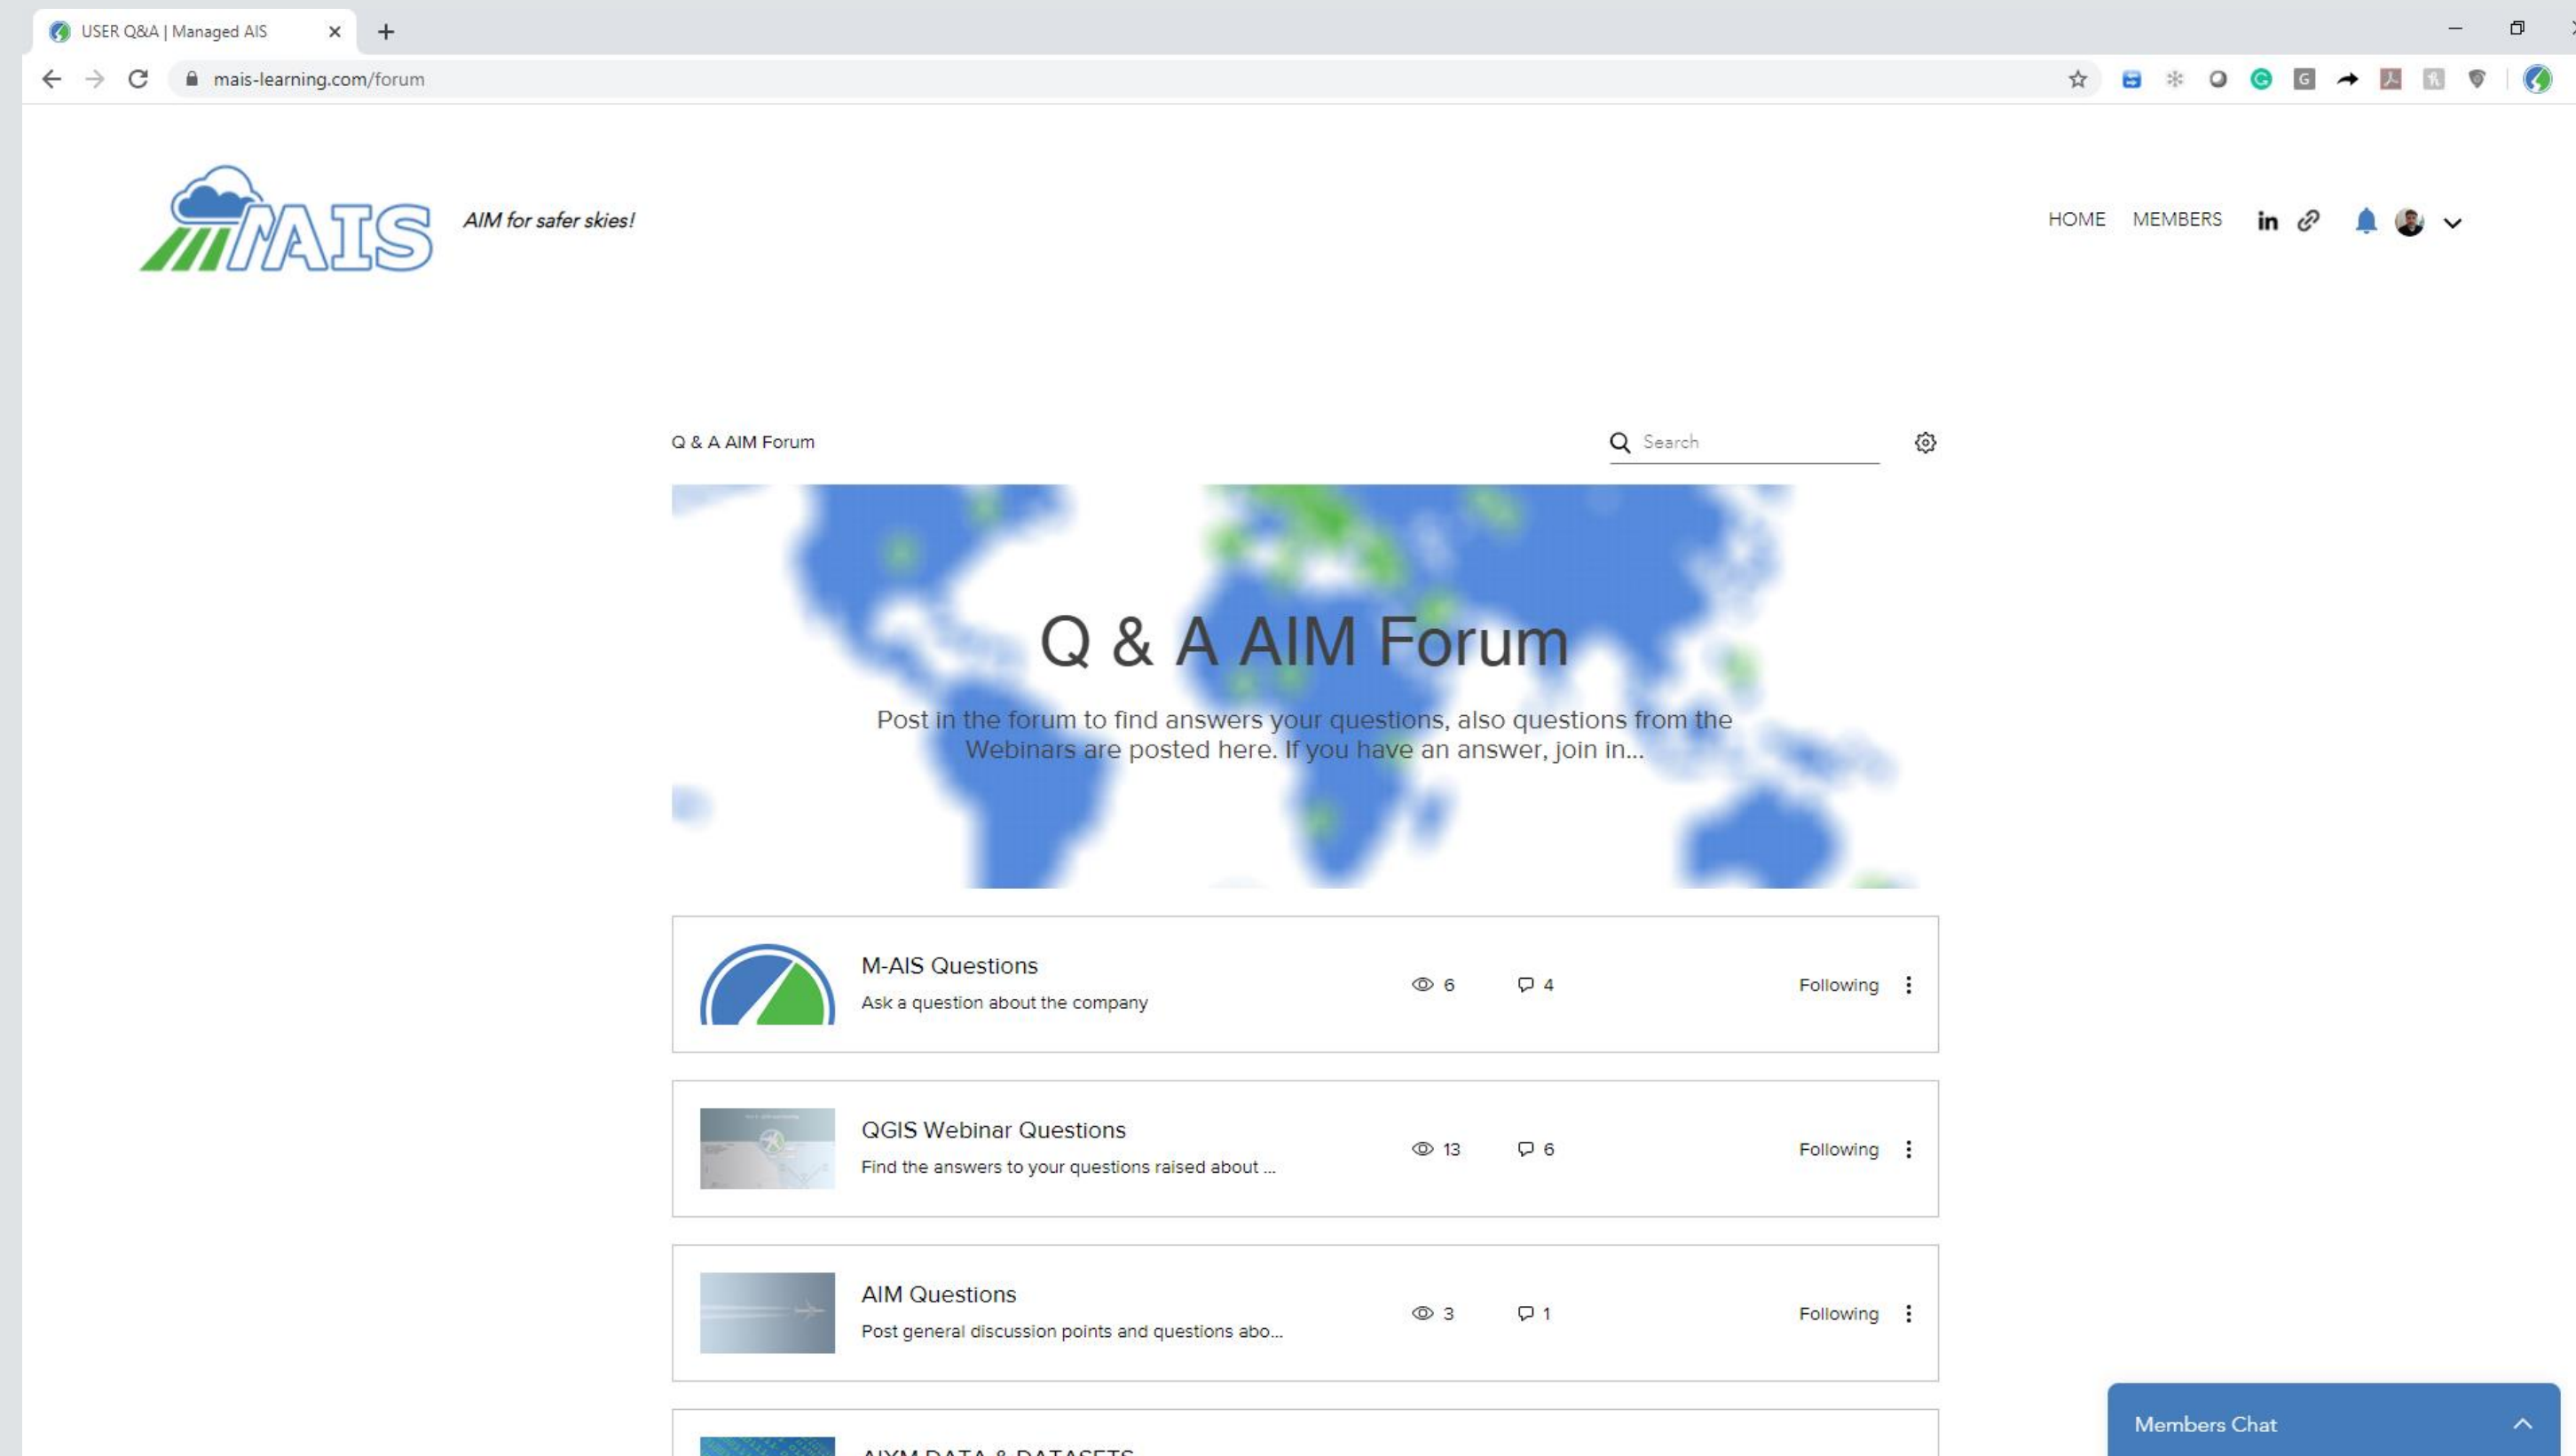 USER Q&A | Managed AIS
mais-learning.com/forum
MAIS
AIM for safer skies!
HOME MEMBERS in
Q & A AIM Forum
Search
Q & A AIM Forum
Post in the forum to find answers your questions, also questions from the
Webinars are posted here. If you have an answer, join in...
M-AIS Questions
Ask a question about the company
6 4 Following
QGIS Webinar Questions
Find the answers to your questions raised about ...
13 6 Following
AIM Questions
Post general discussion points and questions abo...
3 1 Following
AIXM DATA & DATASETS
Members Chat